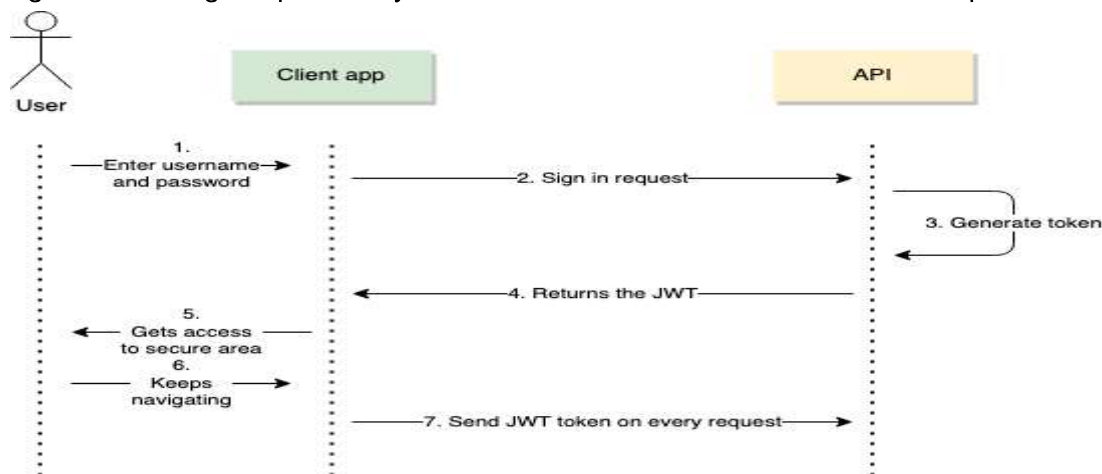 User
Client app
API
1.
Enter username
and password
2. Sign in request
3. Generate token
4. Returns the JWT
5.
Gets access
to secure area
6.
Keeps
navigating
7. Send JWT token on every request